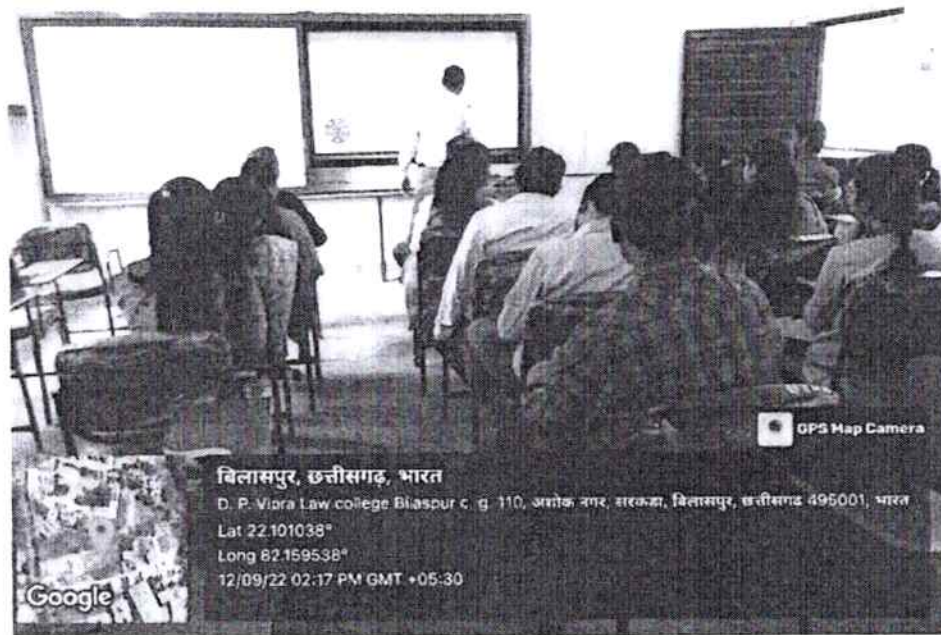 GPS Map Camera
बिलासपुर, छत्तीसगढ़, भारत
D. P. Vipra Law college Bilaspur c. g. 110, अशोक नगर, सरकंडा, बिलासपुर, छत्तीसगढ़ 495001, भारत
Lat 22.101038°
Long 82.159538°
12/09/22 02:17 PM GMT +05:30
Google